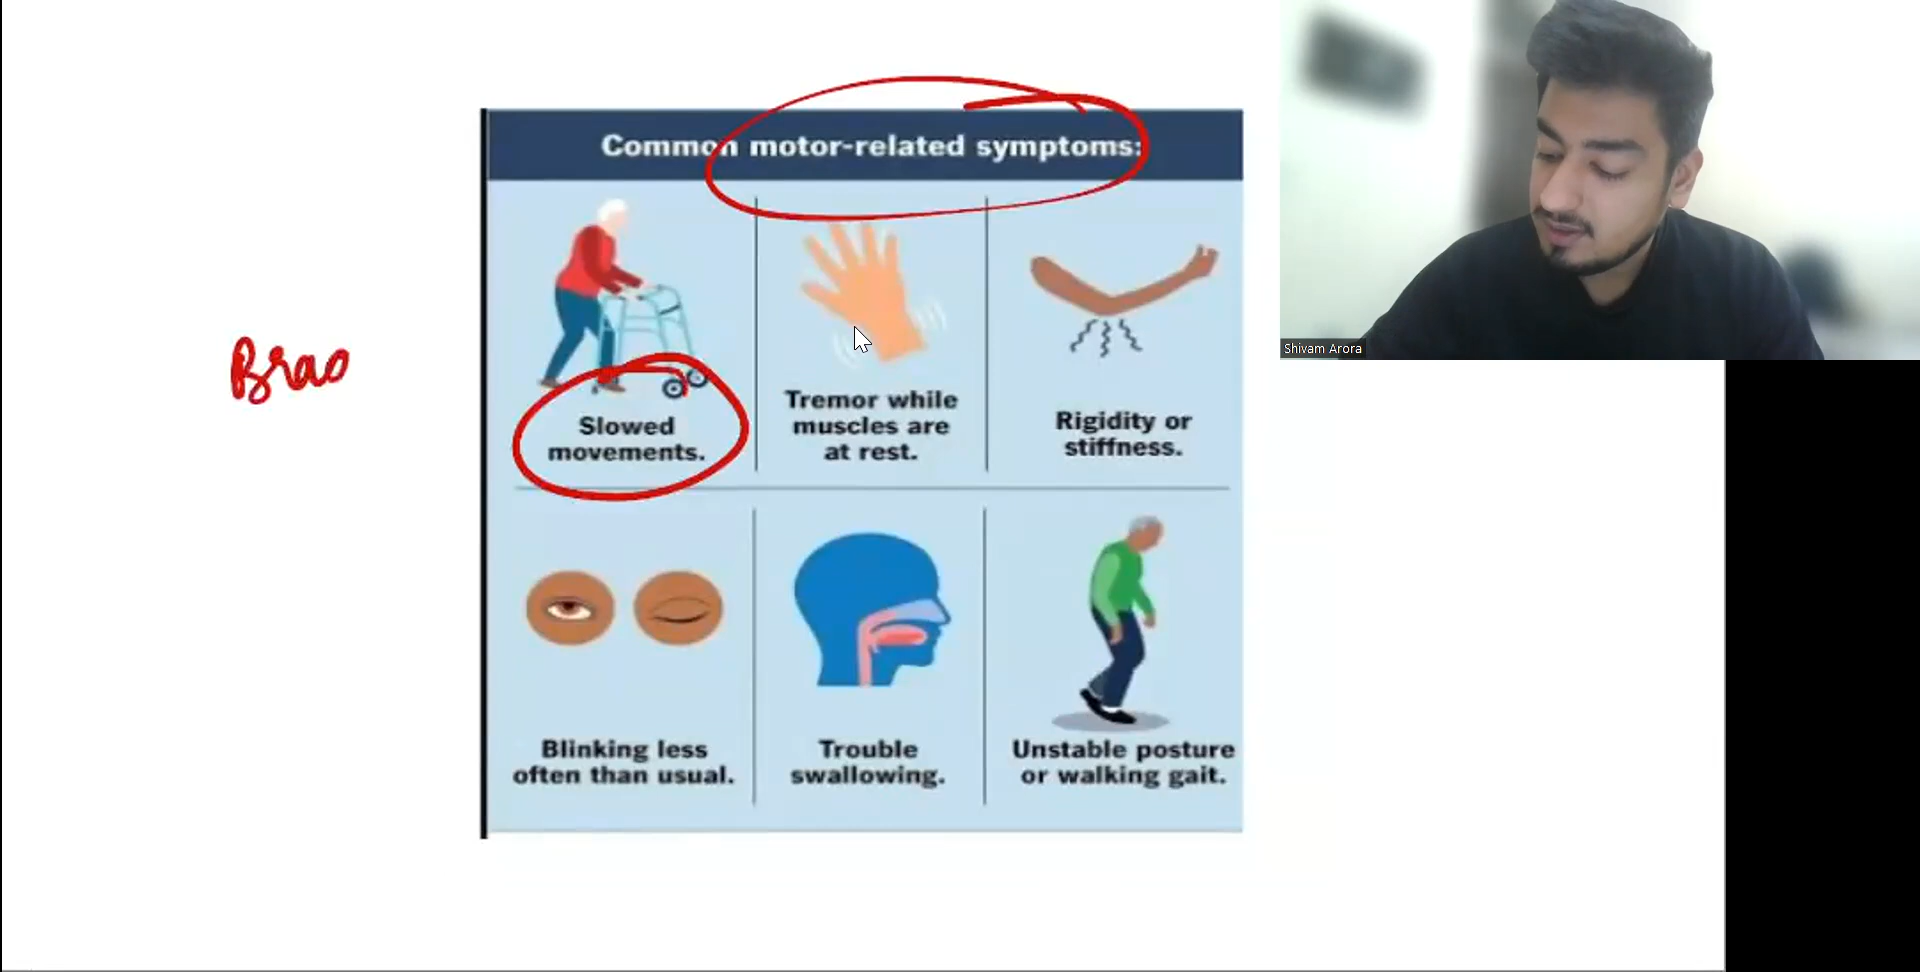 Common motor-related symptoms:
Shivam Arora
Brao
Slowed
movements.
Tremor while
muscles are
at rest.
Rigidity or
stiffness.
Blinking less
often than usual.
Trouble
swallowing.
Unstable posture
or walking gait.